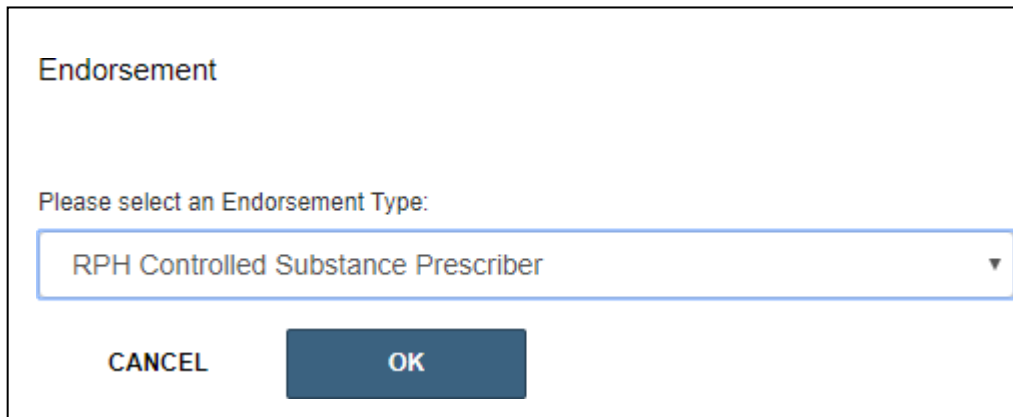 Endorsement
Please select an Endorsement Type:
RPH Controlled Substance Prescriber
CANCEL OK